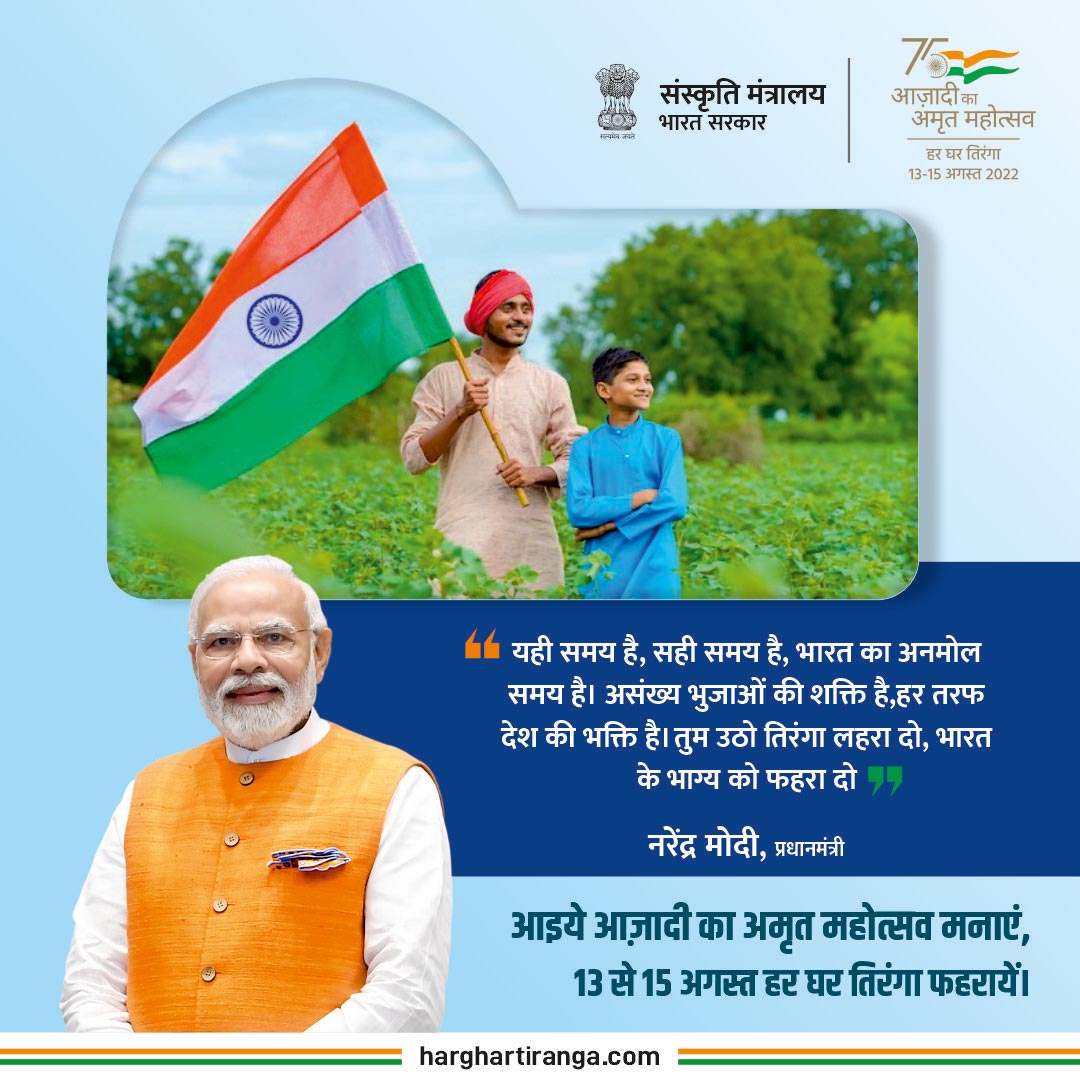 सत्यमेव जयते
संस्कृति मंत्रालय
भारत सरकार
75
आज़ादी का
अमृत महोत्सव
हर घर तिरंगा
13-15 अगस्त 2022
“ यही समय है, सही समय है, भारत का अनमोल
समय है। असंख्य भुजाओं की शक्ति है,हर तरफ
देश की भक्ति है। तुम उठो तिरंगा लहरा दो, भारत
के भाग्य को फहरा दो ”
नरेंद्र मोदी, प्रधानमंत्री
आइये आज़ादी का अमृत महोत्सव मनाएं,
13 से 15 अगस्त हर घर तिरंगा फहरायें।
harghartiranga.com